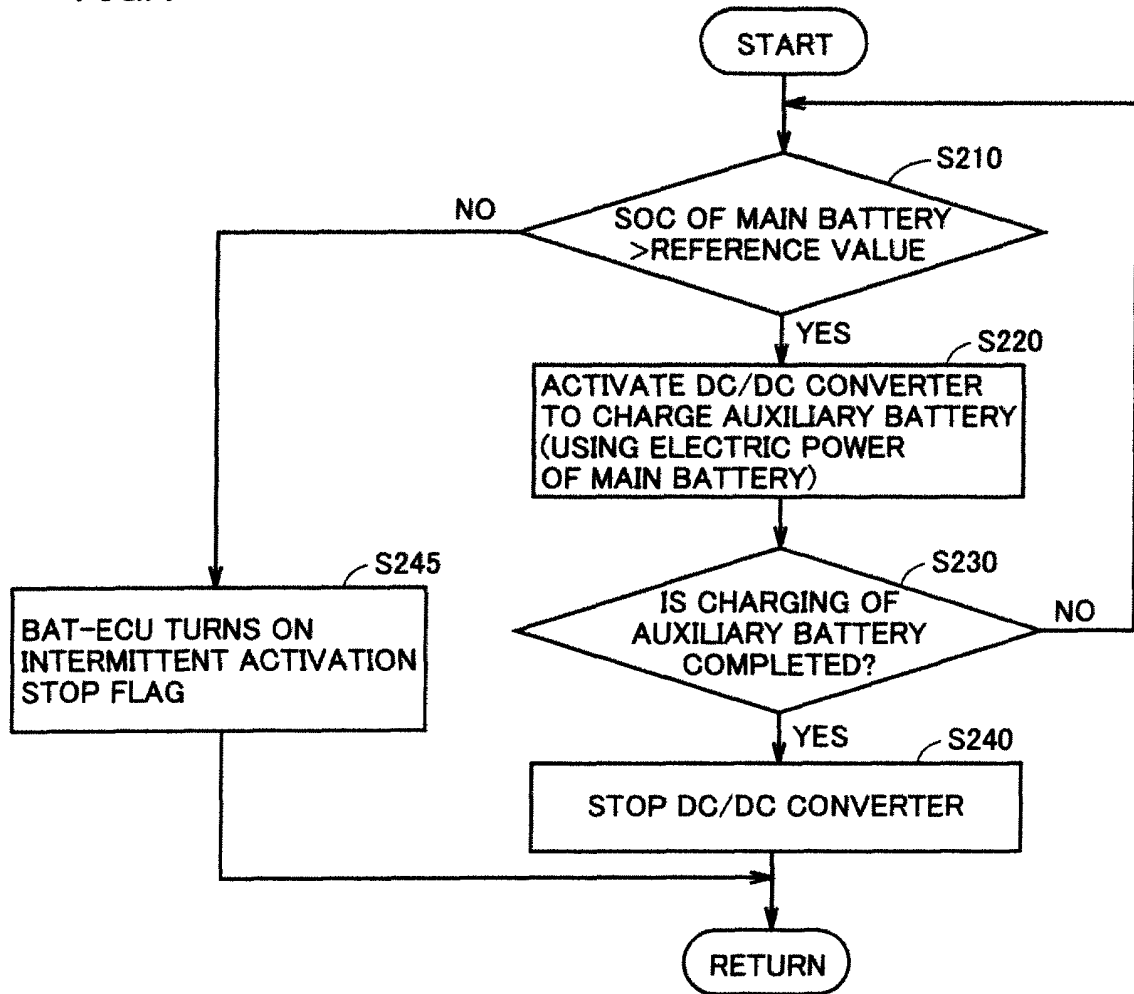 START
S210
NO
SOC OF MAIN BATTERY
>REFERENCE VALUE
YES
S220
ACTIVATE DC/DC CONVERTER
TO CHARGE AUXILIARY BATTERY
(USING ELECTRIC POWER
OF MAIN BATTERY)
S245
BAT-ECU TURNS ON
INTERMITTENT ACTIVATION
STOP FLAG
S230
IS CHARGING OF
AUXILIARY BATTERY
COMPLETED?
NO
YES
S240
STOP DC/DC CONVERTER
RETURN